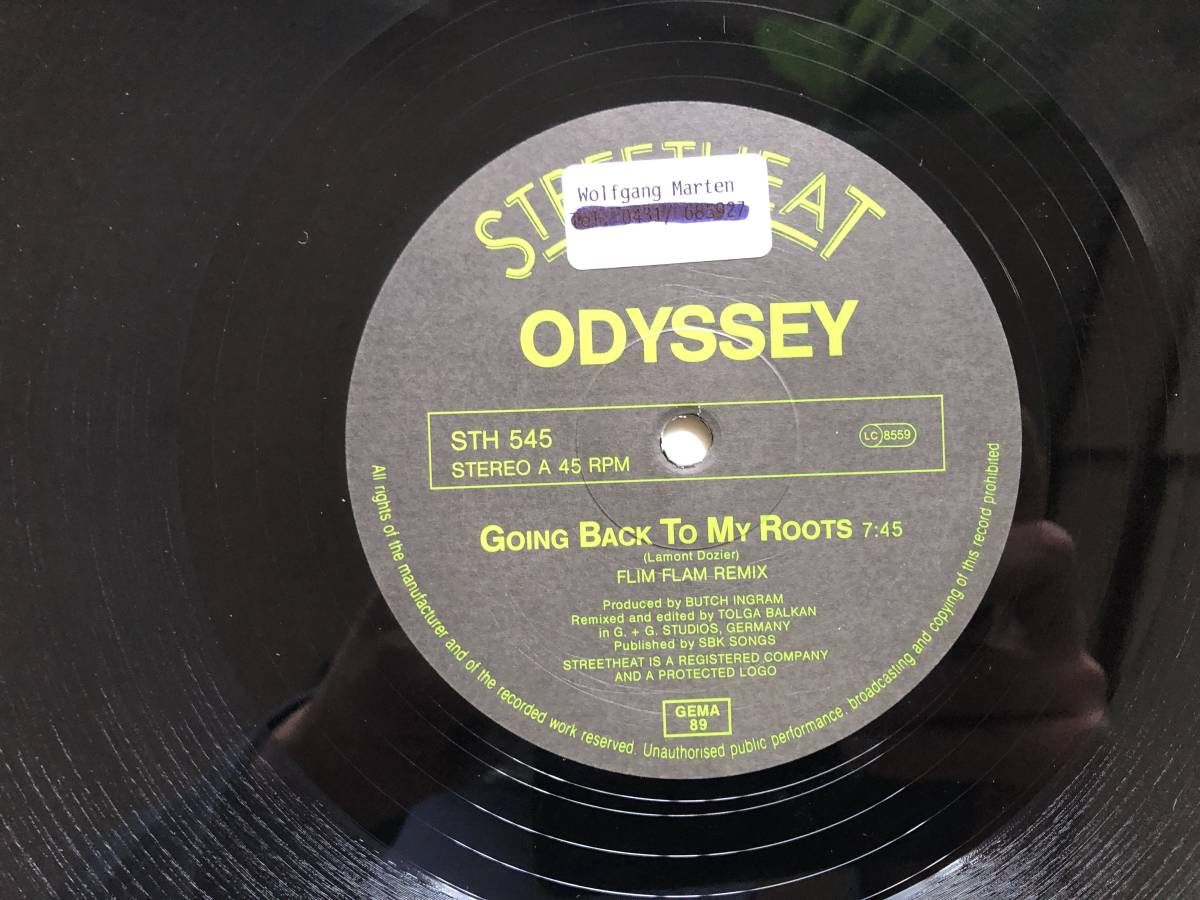 STREETHEAT
Wolfgang Marten
0431/ 685927
ODYSSEY
STH 545
STEREO A 45 RPM
LC 8559
GOING BACK TO MY ROOTS 7:45
(Lamont Dozier)
FLIM FLAM REMIX
Produced by BUTCH INGRAM
Remixed and edited by TOLGA BALKAN
in G. + G. STUDIOS, GERMANY
Published by SBK SONGS
STREETHEAT IS A REGISTERED COMPANY
AND A PROTECTED LOGO
GEMA
89
All rights of the manufacturer and of the recorded work reserved. Unauthorised public performance, broadcasting and copying of this record prohibited